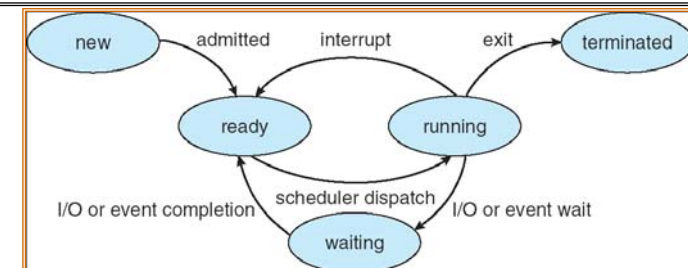 new
admitted
interrupt
exit
terminated
ready
running
I/O or event completion
scheduler dispatch
I/O or event wait
waiting